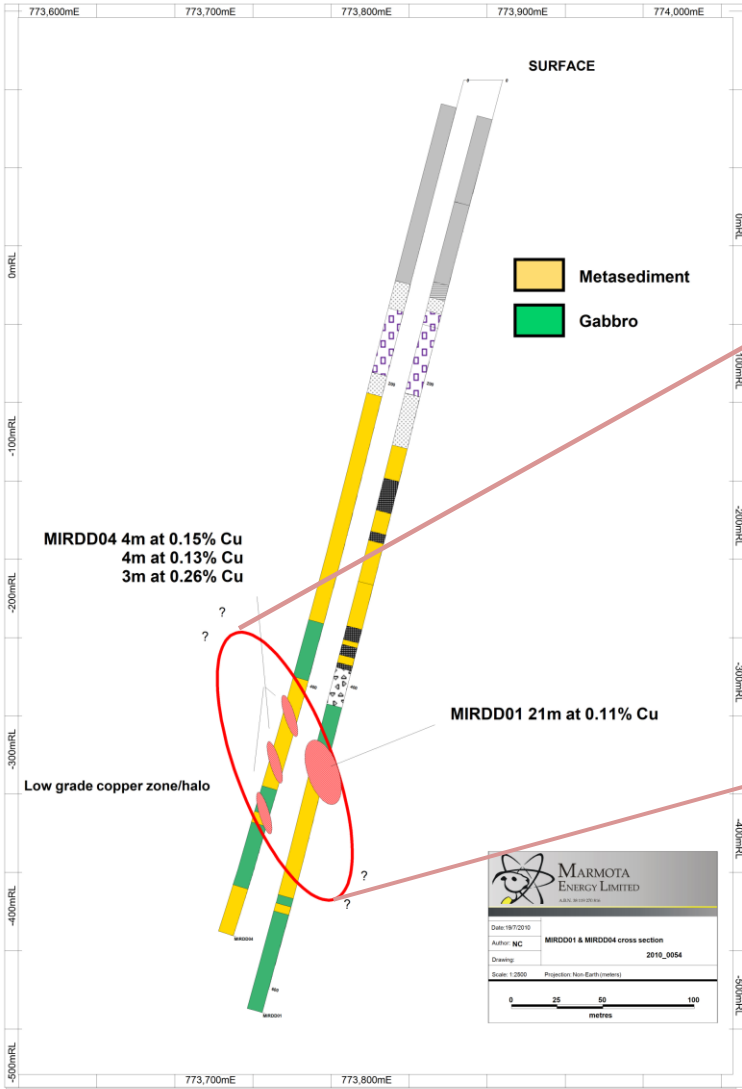 773,600mE
773,700mE
773,800mE
773,900mE
774,000mE
SURFACE
0mRL
0mRL
Metasediment
Gabbro
-100mRL
-100mRL
MIRDD04 4m at 0.15% Cu
4m at 0.13% Cu
3m at 0.26% Cu
-200mRL
-200mRL
?
?
-300mRL
MIRDD01 21m at 0.11% Cu
-300mRL
Low grade copper zone/halo
-400mRL
?
?
-400mRL
MIRDD04
MIRDD01
MARMOTA
ENERGY LIMITED
Date:19/7/2010
Author: NC
MIRDD01 & MIRDD04 cross section
Drawing:
2010_0054
Scale: 1:2500
Projection: Non-Earth (meters)
0 25 50 100
metres
-500mRL
-500mRL
773,700mE
773,800mE